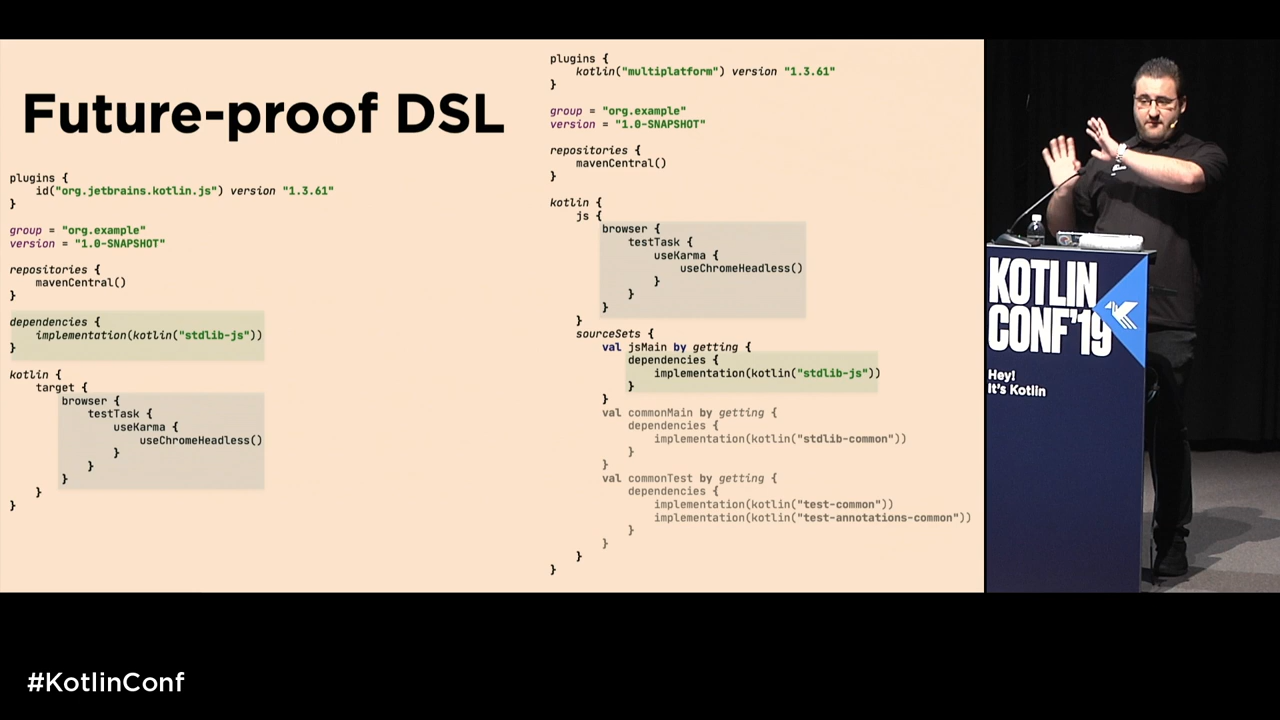 Future-proof DSL
plugins {
    id("org.jetbrains.kotlin.js") version "1.3.61"
}
group = "org.example"
version = "1.0-SNAPSHOT"
repositories {
    mavenCentral()
}
dependencies {
    implementation(kotlin("stdlib-js"))
}
kotlin {
    target {
        browser {
            testTask {
                useKarma {
                    useChromeHeadless()
                }
            }
        }
    }
}
plugins {
    kotlin("multiplatform") version "1.3.61"
}
group = "org.example"
version = "1.0-SNAPSHOT"
repositories {
    mavenCentral()
}
kotlin {
    js {
        browser {
            testTask {
                useKarma {
                    useChromeHeadless()
                }
            }
        }
    }
    sourceSets {
        val jsMain by getting {
            dependencies {
                implementation(kotlin("stdlib-js"))
            }
        }
        val commonMain by getting {
            dependencies {
                implementation(kotlin("stdlib-common"))
            }
        }
        val commonTest by getting {
            dependencies {
                implementation(kotlin("test-common"))
                implementation(kotlin("test-annotations-common"))
            }
        }
    }
}
KOTLIN
CONF'19
Hey!
It's Kotlin
#KotlinConf